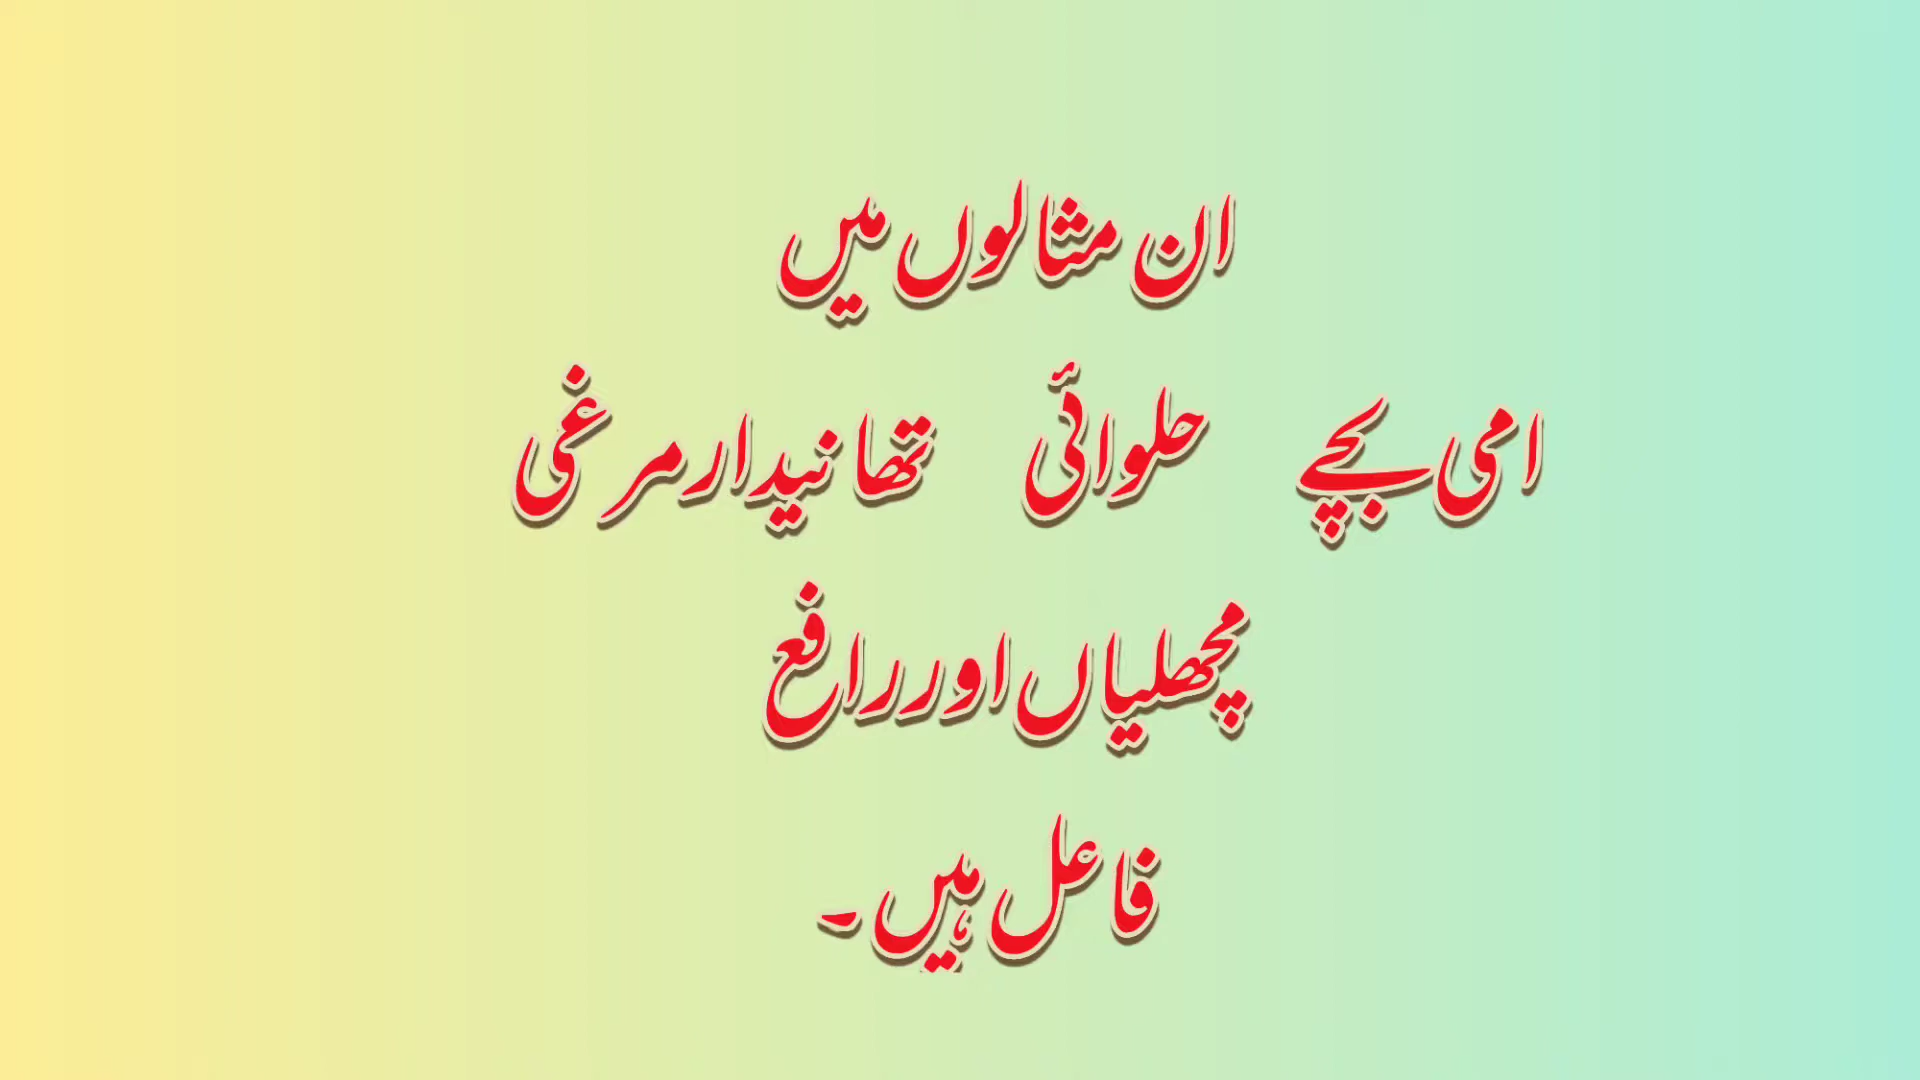 ان مثالوں میں
امی بچے حلوائی تھانیدار مرغی
مچھلیاں اور رافع
فاعل ہیں۔